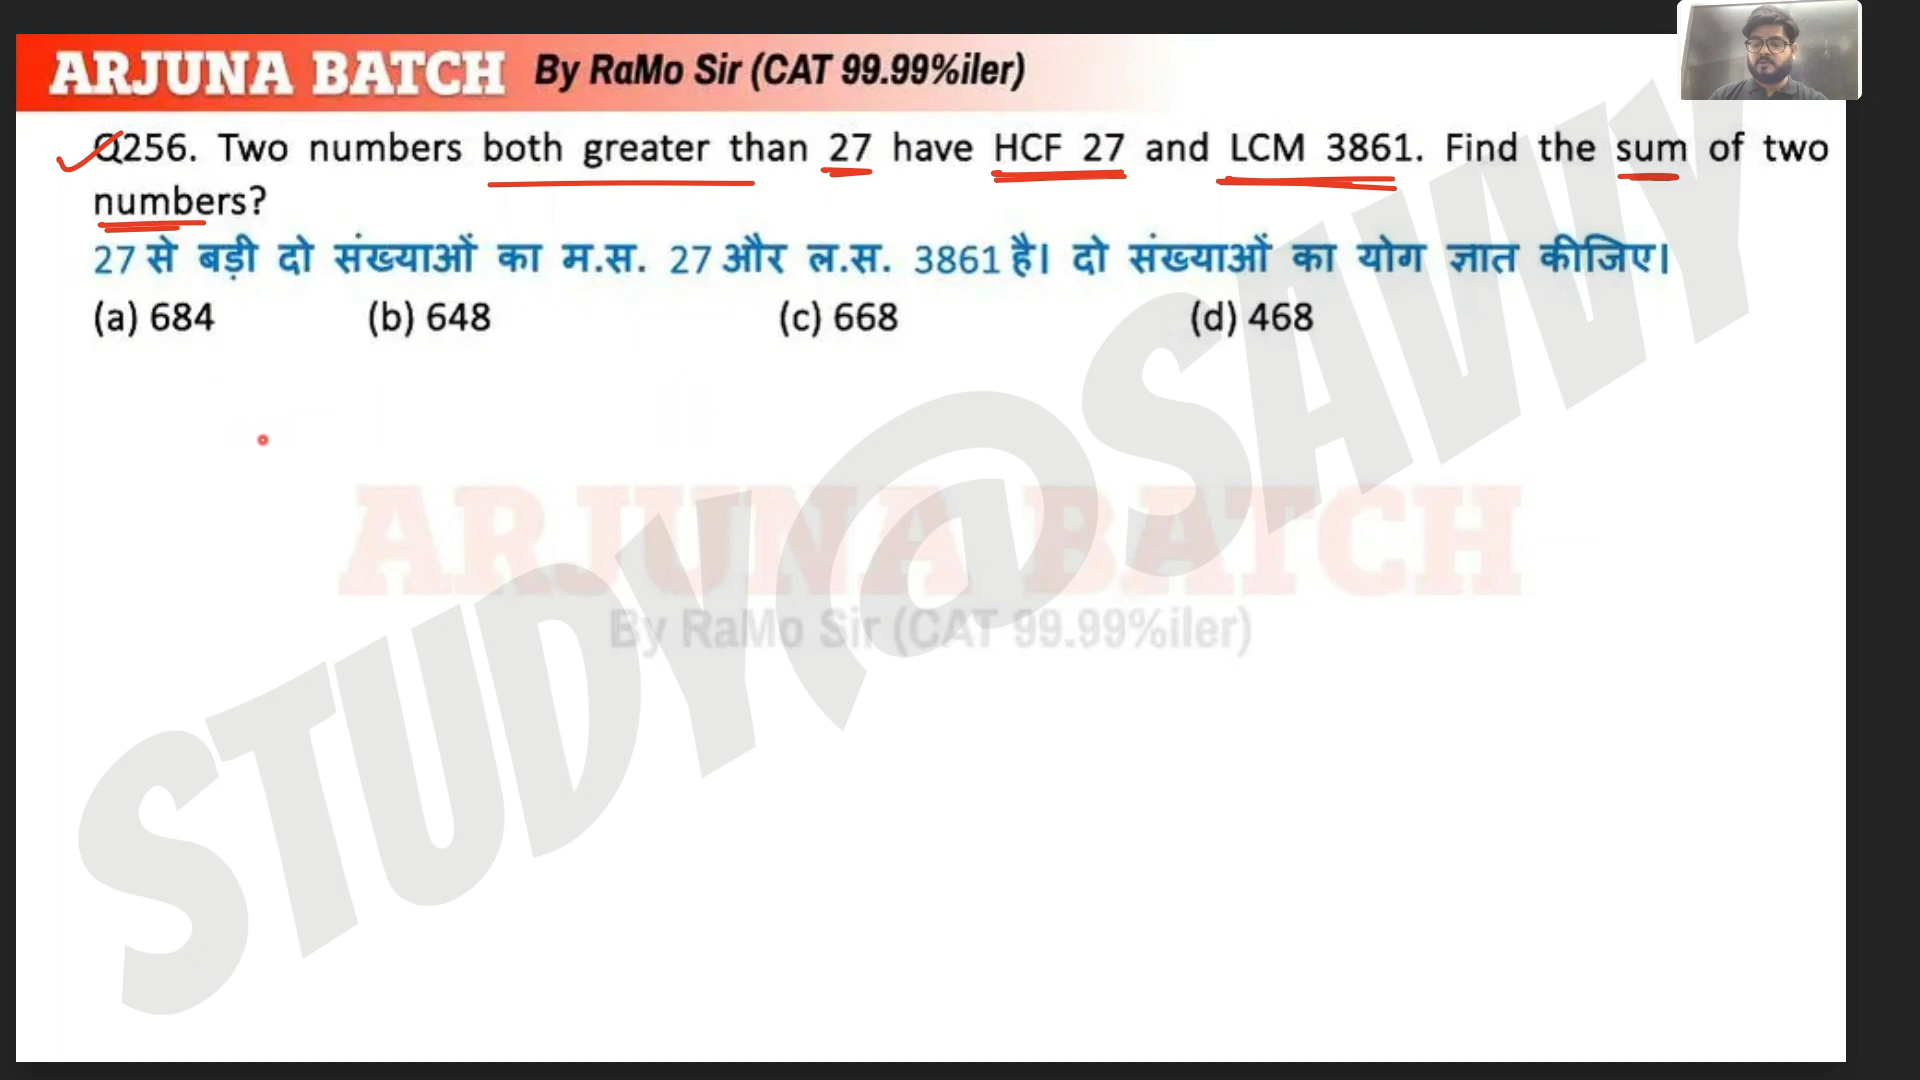 ARJUNA BATCH By RaMo Sir (CAT 99.99%iler)
Q256. Two numbers both greater than 27 have HCF 27 and LCM 3861. Find the sum of two
numbers?
27 से बड़ी दो संख्याओं का म.स. 27 और ल.स. 3861 है। दो संख्याओं का योग ज्ञात कीजिए।
(a) 684 (b) 648 (c) 668 (d) 468
ARJUNA BATCH
By RaMo Sir (CAT 99.99%iler)
STUDY@SAVVY